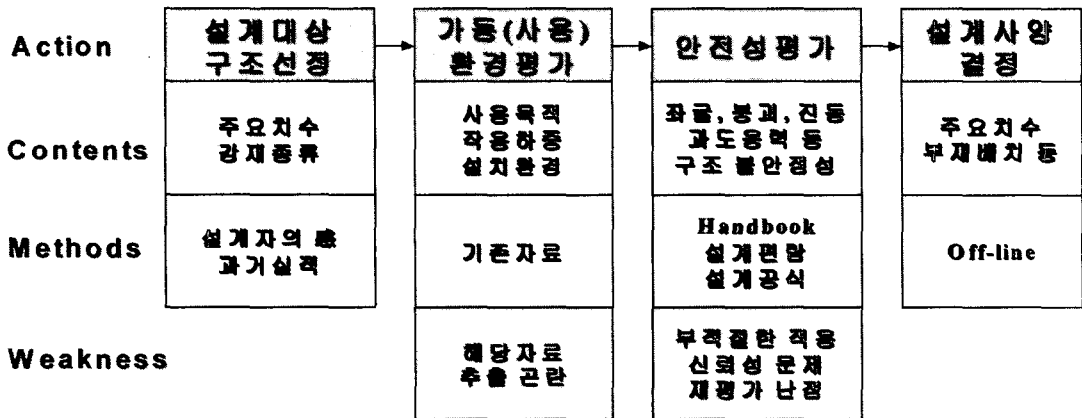 Action
설계대상
구조선정
가동(사용)
환경평가
안전성평가
설계사양
결정
Contents
주요치수
강재종류
사용목적
작용하중
설치환경
좌굴, 붕괴, 진동
과도응력 등
구조 불안정성
주요치수
부재배치 등
Methods
설계자의 感
과거실적
기존자료
Handbook
설계편람
설계공식
Off-line
Weakness
해당자료
추출 곤란
부적절한 적용
신뢰성 문제
재평가 난점